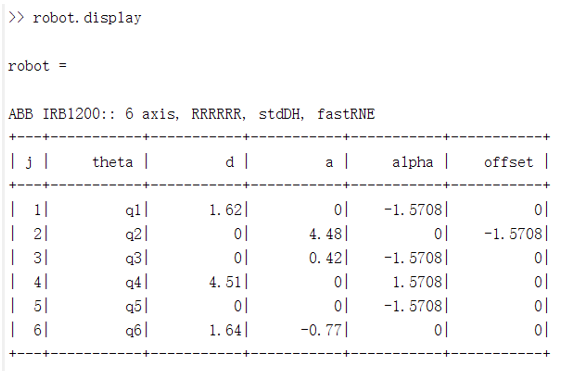 >> robot.display
robot =
ABB IRB1200:: 6 axis, RRRRRR, stdDH, fastRNE
+---+-----------+-----------+-----------+-----------+-----------+
| j |     theta |         d |         a |     alpha |    offset |
+---+-----------+-----------+-----------+-----------+-----------+
|  1|         q1|       1.62|          0|    -1.5708|          0|
|  2|         q2|          0|       4.48|          0|    -1.5708|
|  3|         q3|          0|       0.42|    -1.5708|          0|
|  4|         q4|       4.51|          0|     1.5708|          0|
|  5|         q5|          0|          0|    -1.5708|          0|
|  6|         q6|       1.64|      -0.77|          0|          0|
+---+-----------+-----------+-----------+-----------+-----------+